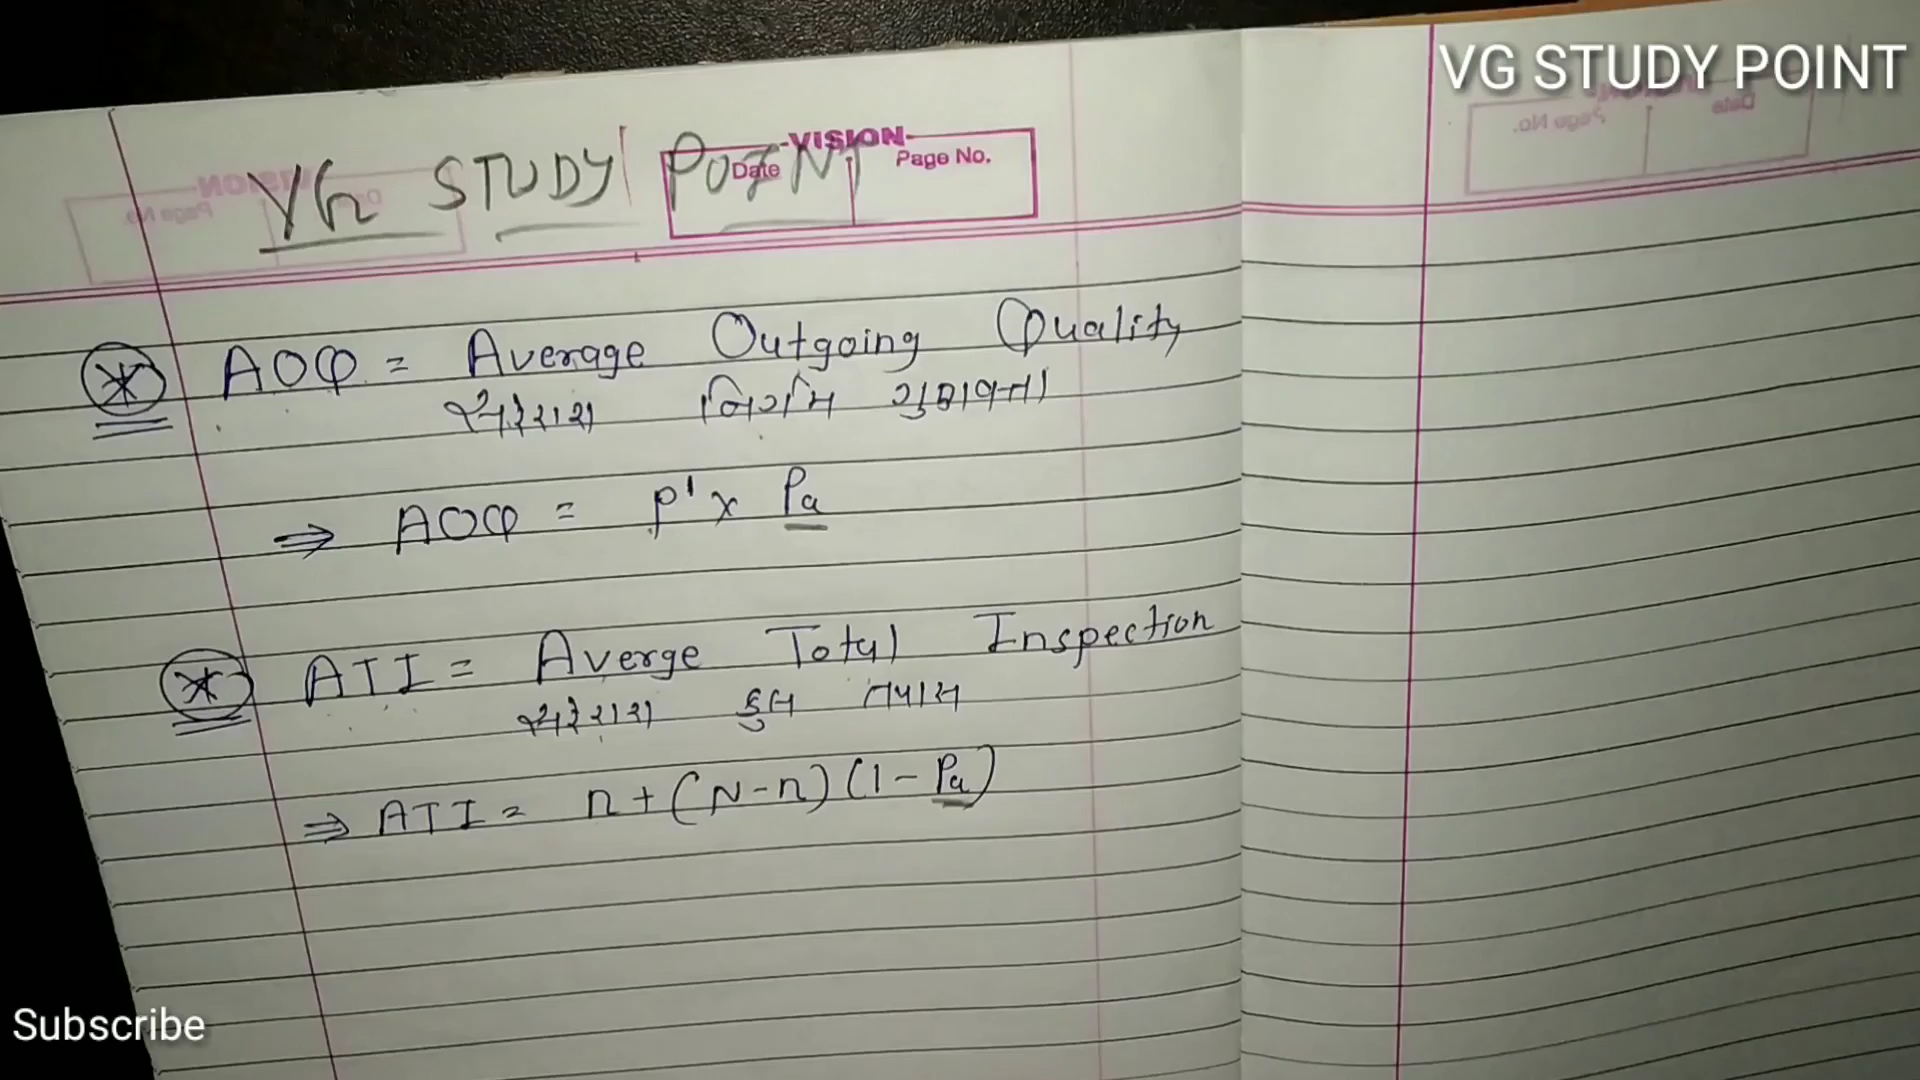 VG STUDY POINT
-VISION-
Date Page No.
VG STUDY POINT
AOQ = Average Outgoing Quality
સરેરાશ નિર્ગમ ગુણવત્તા
⇒ AOQ = p' x Pa
ATI = Averge Total Inspection
સરેરાશ કુલ તપાસ
⇒ ATI = n + (N-n) (1 - Pa)
Subscribe